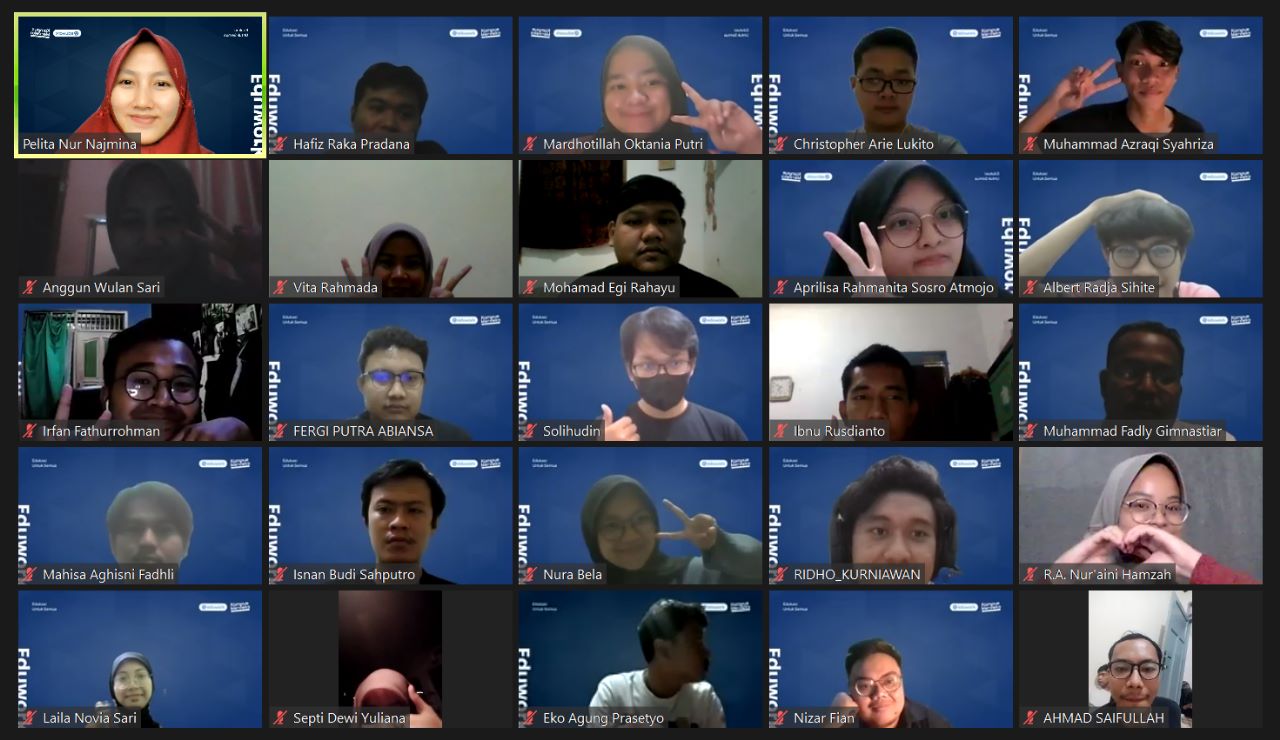 Pelita Nur Najmina
Hafiz Raka Pradana
Mardhotillah Oktania Putri
Christopher Arie Lukito
Muhammad Azraqi Syahriza
Anggun Wulan Sari
Vita Rahmada
Mohamad Egi Rahayu
Aprilisa Rahmanita Sosro Atmojo
Albert Radja Sihite
Irfan Fathurrohman
FERGI PUTRA ABIANSA
Solihudin
Ibnu Rusdianto
Muhammad Fadly Gimnastiar
Mahisa Aghisni Fadhli
Isnan Budi Sahputro
Nura Bela
RIDHO_KURNIAWAN
R.A. Nur'aini Hamzah
Laila Novia Sari
Septi Dewi Yuliana
Eko Agung Prasetyo
Nizar Fian
AHMAD SAIFULLAH